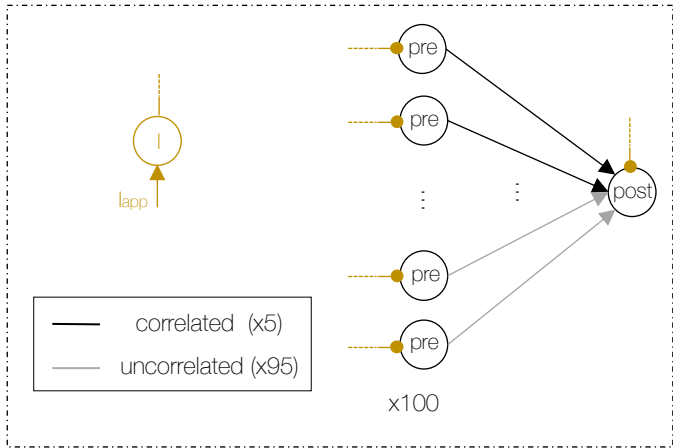 pre
pre
I
Iapp
post
⋮
⋮
pre
correlated (x5)
pre
uncorrelated (x95)
x100